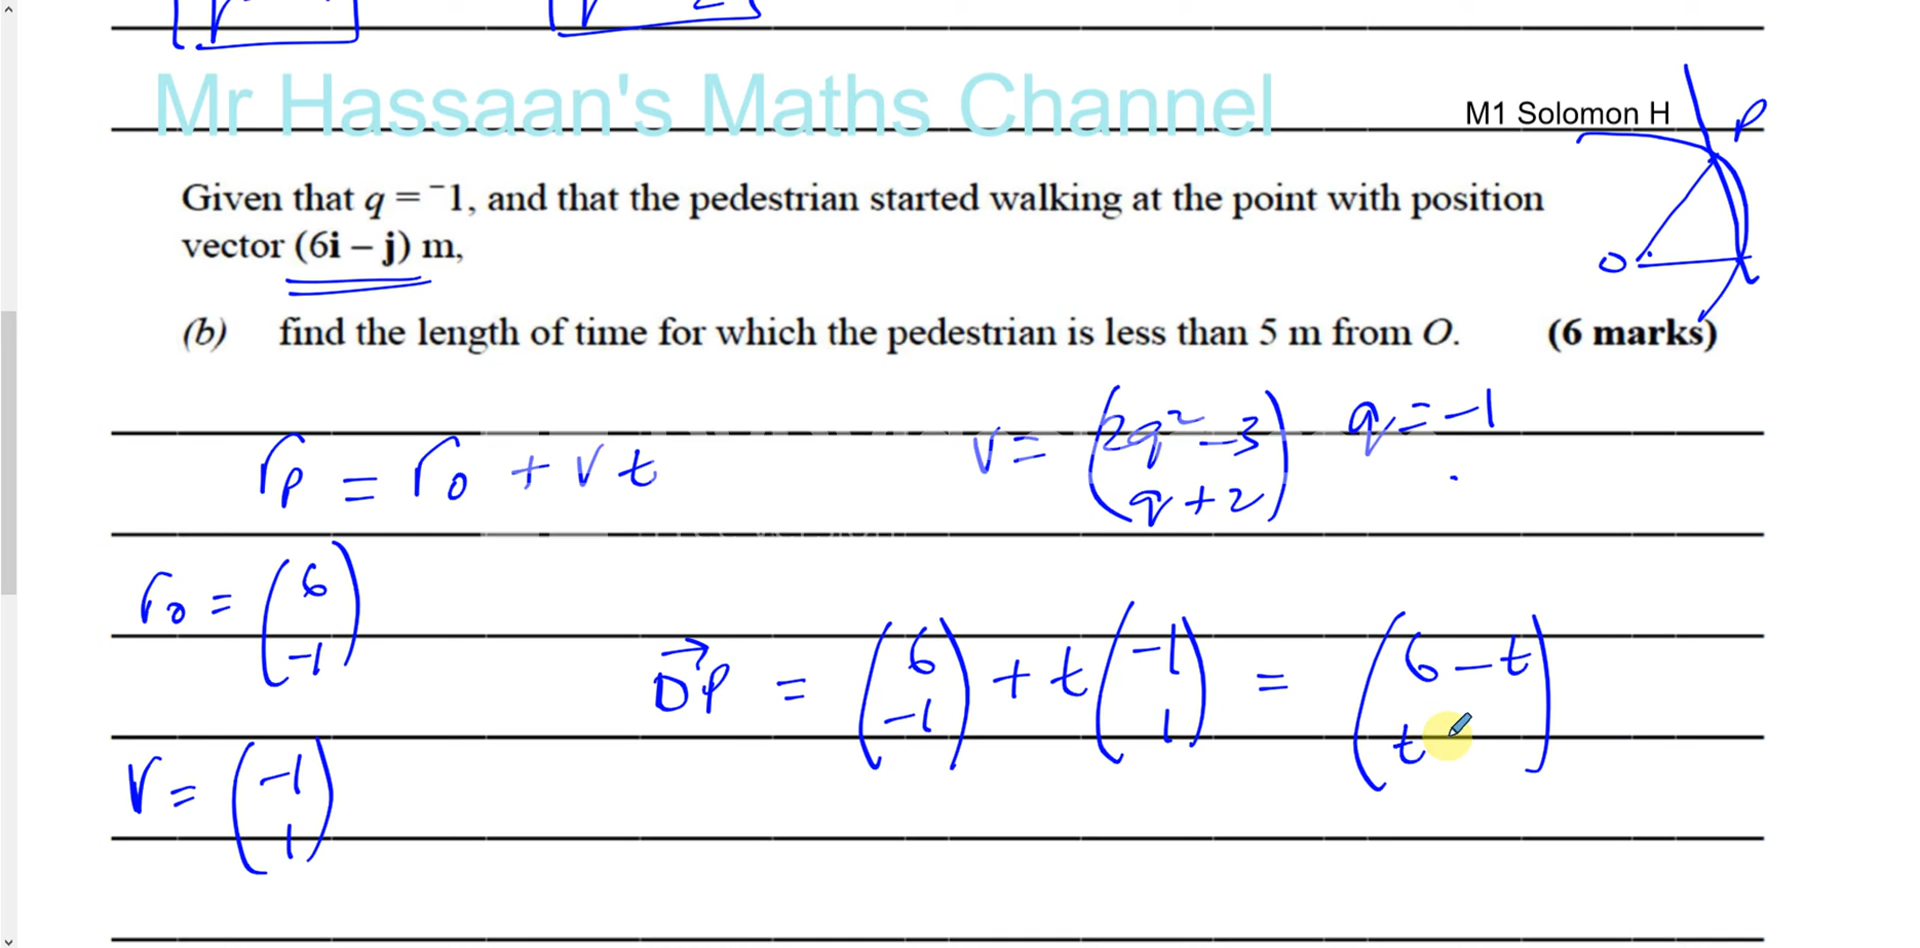 Mr Hassaan's Maths Channel
M1 Solomon H
P
Given that q = ⁻1, and that the pedestrian started walking at the point with position
vector (6i – j) m,
O
(b) find the length of time for which the pedestrian is less than 5 m from O. (6 marks)
v = (2q² - 3
q + 2) q = -1
r_p = r_0 + v t
r_0 = (6
-1)
OP = (6
-1) + t (-1
1) = (6 - t
t)
v = (-1
1)